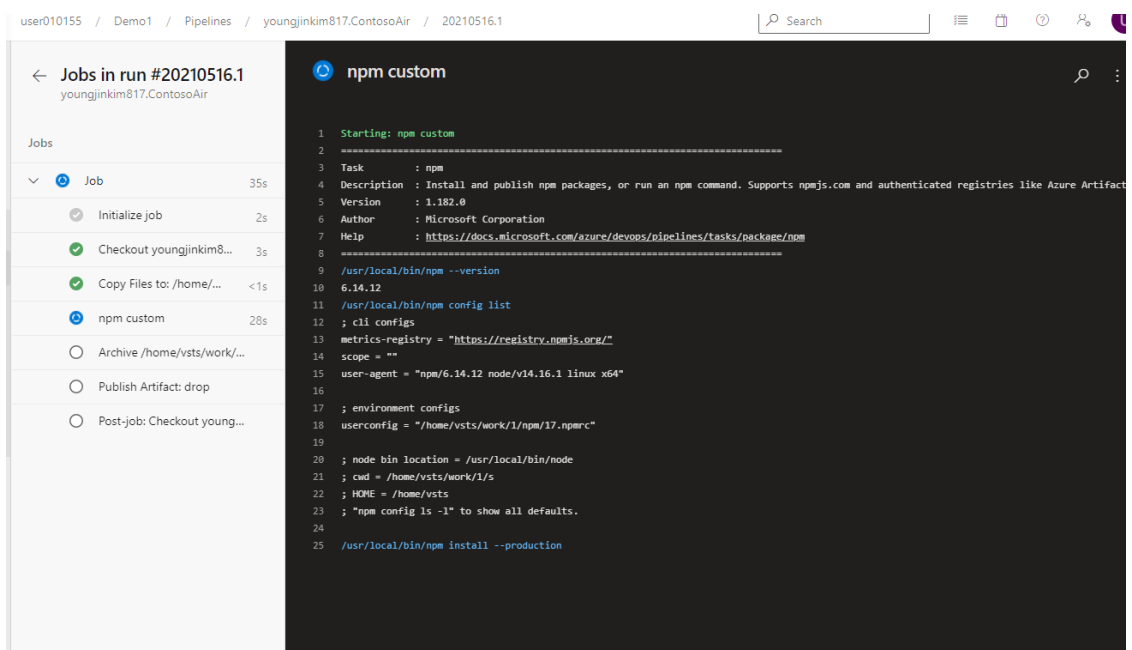 user010155 / Demo1 / Pipelines / youngjinkim817.ContosoAir / 20210516.1
Search
Jobs in run #20210516.1
youngjinkim817.ContosoAir
Jobs
Job 35s
Initialize job 2s
Checkout youngjinkim8... 3s
Copy Files to: /home/... <1s
npm custom 28s
Archive /home/vsts/work/...
Publish Artifact: drop
Post-job: Checkout young...
npm custom
1 Starting: npm custom
2 ==============================================================================
3 Task : npm
4 Description : Install and publish npm packages, or run an npm command. Supports npmjs.com and authenticated registries like Azure Artifact
5 Version : 1.182.0
6 Author : Microsoft Corporation
7 Help : https://docs.microsoft.com/azure/devops/pipelines/tasks/package/npm
8 ==============================================================================
9 /usr/local/bin/npm --version
10 6.14.12
11 /usr/local/bin/npm config list
12 ; cli configs
13 metrics-registry = "https://registry.npmjs.org/"
14 scope = ""
15 user-agent = "npm/6.14.12 node/v14.16.1 linux x64"
16
17 ; environment configs
18 userconfig = "/home/vsts/work/1/npm/17.npmrc"
19
20 ; node bin location = /usr/local/bin/node
21 ; cwd = /home/vsts/work/1/s
22 ; HOME = /home/vsts
23 ; "npm config ls -l" to show all defaults.
24
25 /usr/local/bin/npm install --production